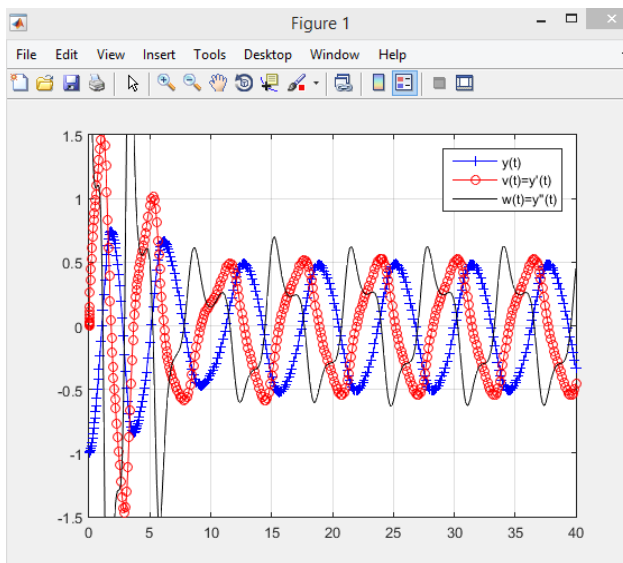 Figure 1
File Edit View Insert Tools Desktop Window Help
1.5
1
0.5
0
-0.5
-1
-1.5
0 5 10 15 20 25 30 35 40
y(t)
v(t)=y'(t)
w(t)=y"(t)